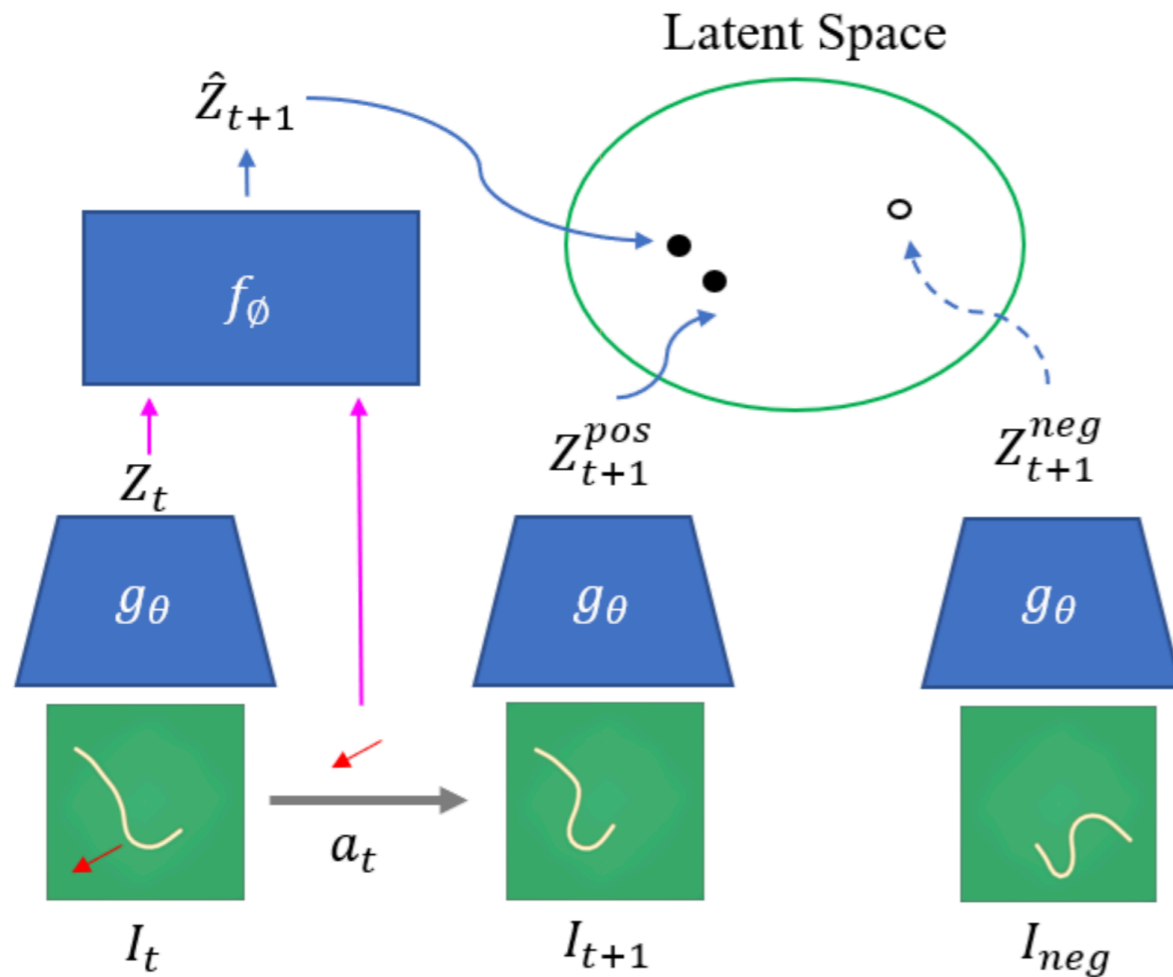 Latent Space
Ẑ_{t+1}
f_∅
Z_t
Z_{t+1}^{pos}
Z_{t+1}^{neg}
g_θ
g_θ
g_θ
a_t
I_t
I_{t+1}
I_{neg}